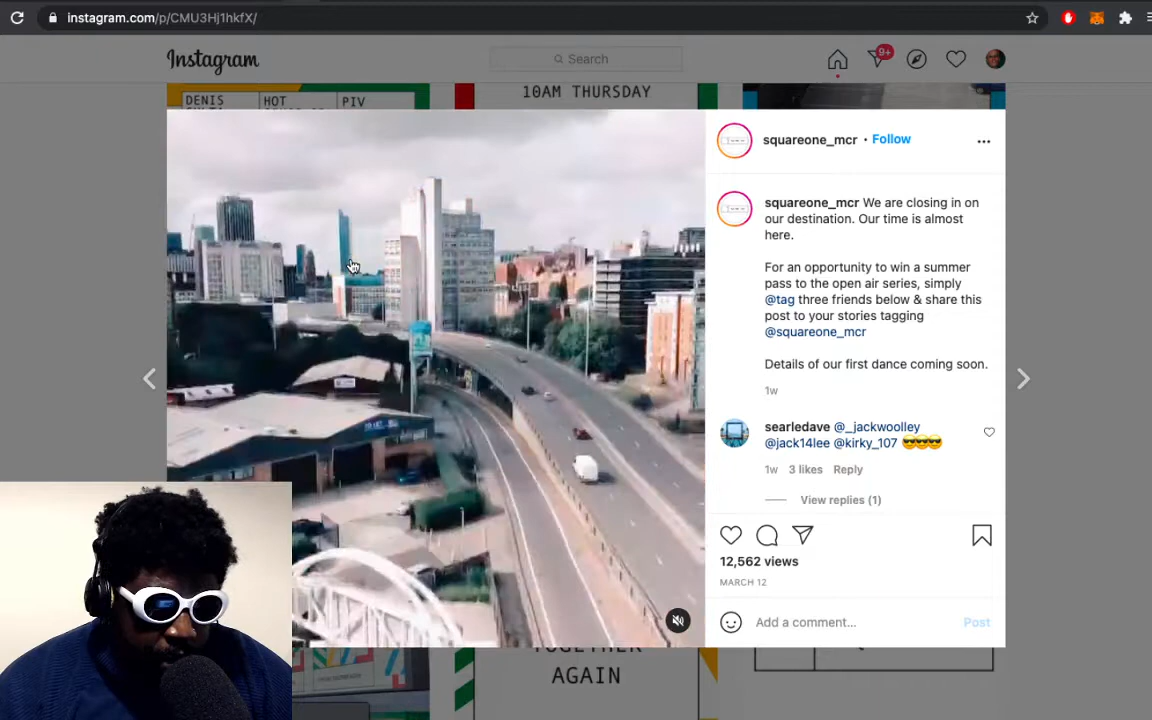 instagram.com/p/CMU3Hj1hkfX/
Instagram
Search
9+
DENIS
HOT
PIV
10AM THURSDAY
squareone_mcr • Follow
squareone_mcr We are closing in on
our destination. Our time is almost
here.
For an opportunity to win a summer
pass to the open air series, simply
@tag three friends below & share this
post to your stories tagging
@squareone_mcr
Details of our first dance coming soon.
1w
searledave @_jackwoolley
@jack14lee @kirky_107 😎😎😎
1w 3 likes Reply
View replies (1)
12,562 views
MARCH 12
Add a comment...
Post
TOGETHER
AGAIN